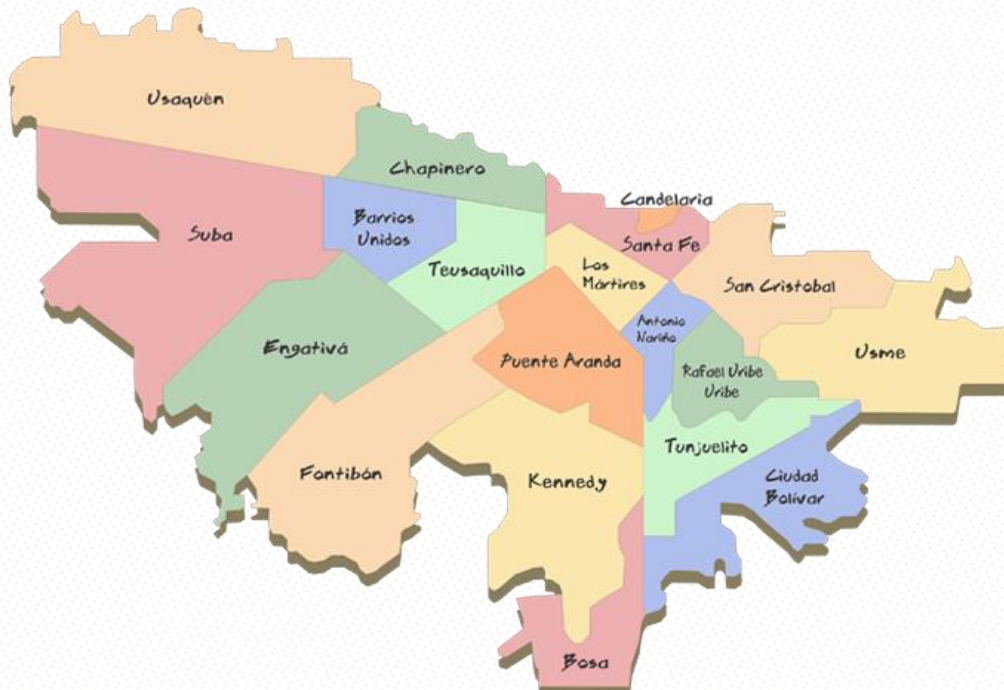 Usaquén
Chapinero
Candelaria
Barrios
Unidos
Suba
Santa Fe
Teusaquillo
Los
Mártires
San Cristobal
Antonio
Nariño
Engativá
Puente Aranda
Usme
Rafael Uribe
Uribe
Tunjuelito
Fontibón
Kennedy
Ciudad
Bolívar
Bosa